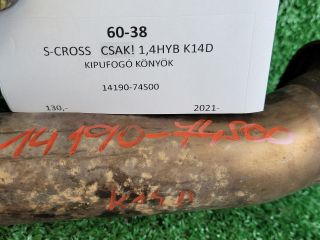 60-38
S-CROSS CSAK! 1,4HYB K14D
KIPUFOGÓ KÖNYÖK
14190-74S00
130,- 2021-
14190-74S00
K14D